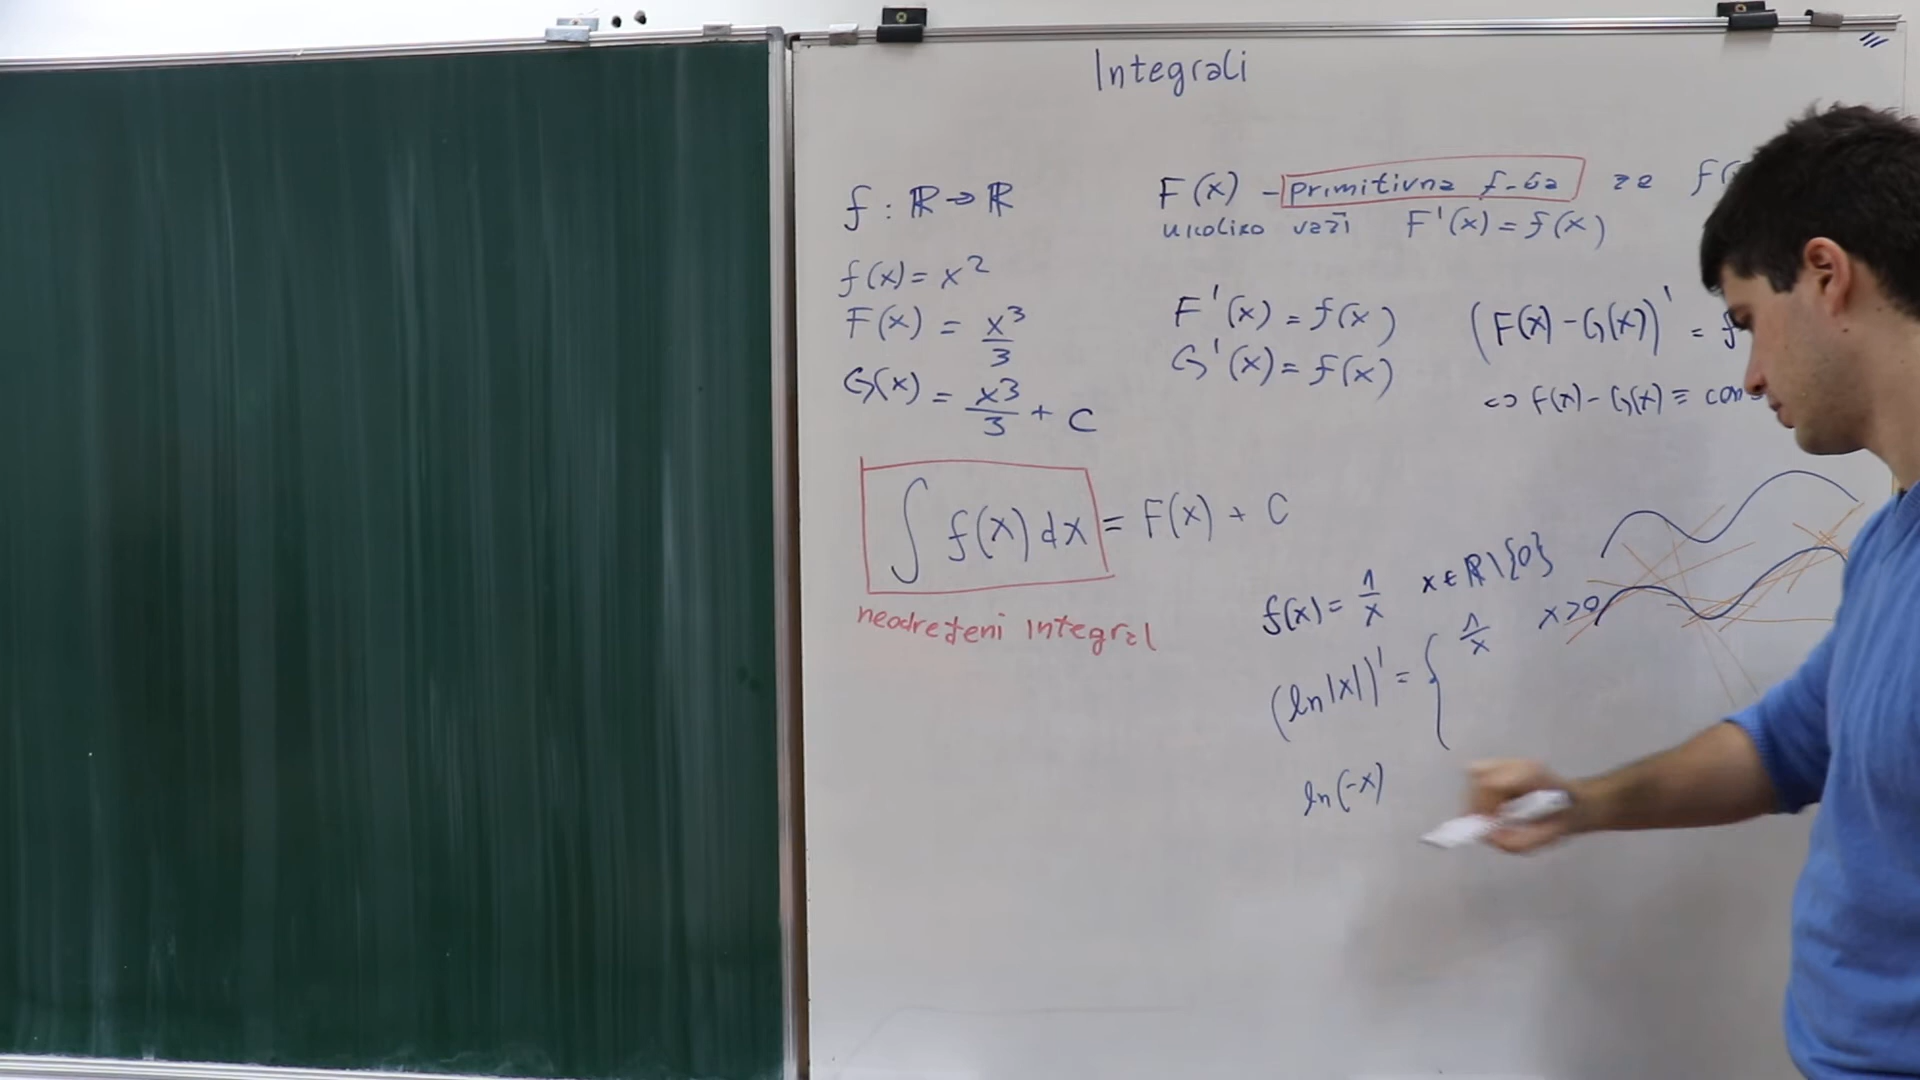 Integrali
f : ℝ → ℝ
f(x) = x²
F(x) = x³/3
G(x) = x³/3 + C
F(x) - primitivna f-ja za
ukoliko važi F'(x) = f(x)
F'(x) = f(x)
G'(x) = f(x)
(F(x) - G(x))' =
<=> F(x) - G(x) ≡
∫ f(x) dx = F(x) + C
neodređeni integral
f(x) = 1/x x ∈ ℝ \ {0}
(ln|x|)' = { 1/x x > 0
ln(-x)